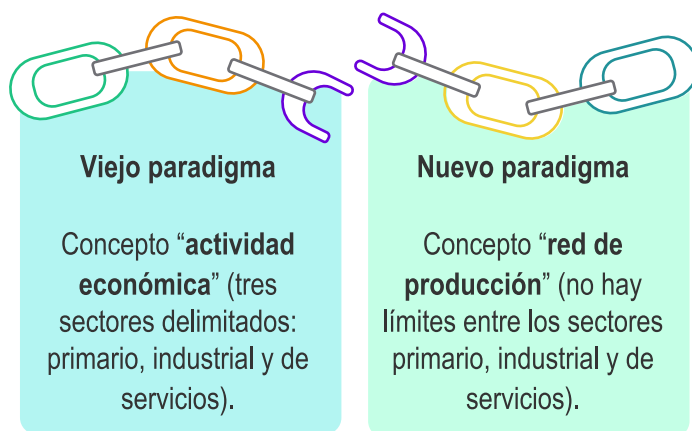 Viejo paradigma
Concepto “actividad
económica” (tres
sectores delimitados:
primario, industrial y de
servicios).
Nuevo paradigma
Concepto “red de
producción” (no hay
límites entre los sectores
primario, industrial y de
servicios).